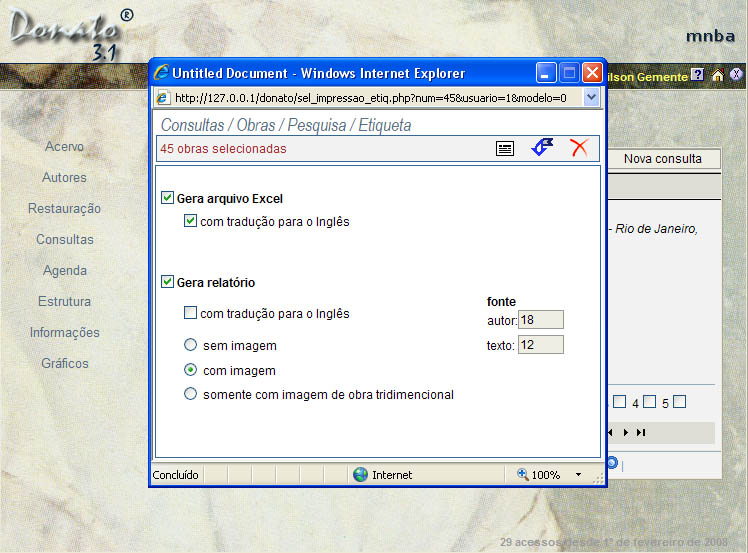 Donato ®
3.1
mnba
Untitled Document - Windows Internet Explorer
ilson Gemente
http://127.0.0.1/donato/sel_impressao_etiq.php?num=45&usuario=1&modelo=0
Consultas / Obras / Pesquisa / Etiqueta
45 obras selecionadas
Nova consulta
Acervo
Autores
Restauração
Consultas
Agenda
Estrutura
Informações
Gráficos
Gera arquivo Excel
com tradução para o Inglês
- Rio de Janeiro,
Gera relatório
com tradução para o Inglês
sem imagem
com imagem
somente com imagem de obra tridimencional
fonte
autor: 18
texto: 12
4 5
Concluído
Internet
100%
29 acessos desde 1º de fevereiro de 2008